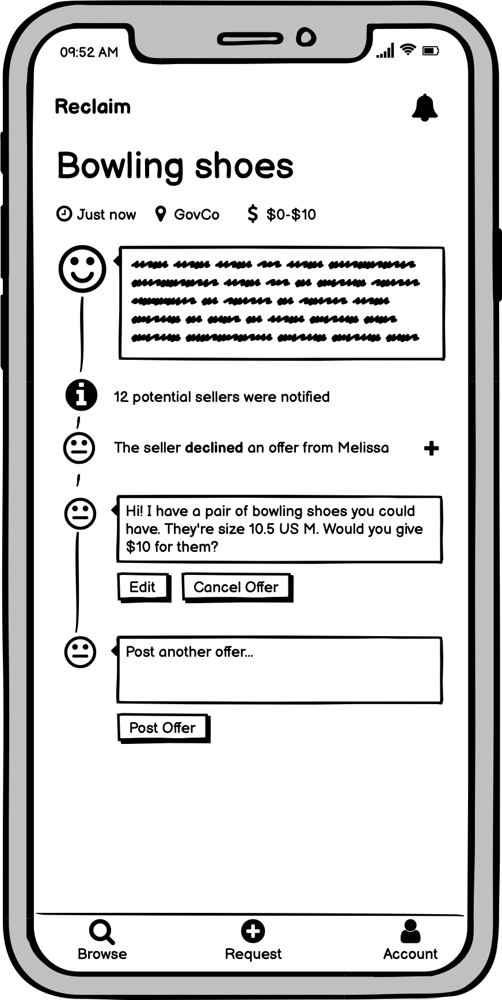 09:52 AM
Reclaim
Bowling shoes
Just now GovCo $ $0-$10
12 potential sellers were notified
The seller declined an offer from Melissa
Hi! I have a pair of bowling shoes you could
have. They're size 10.5 US M. Would you give
$10 for them?
Edit Cancel Offer
Post another offer...
Post Offer
Browse Request Account